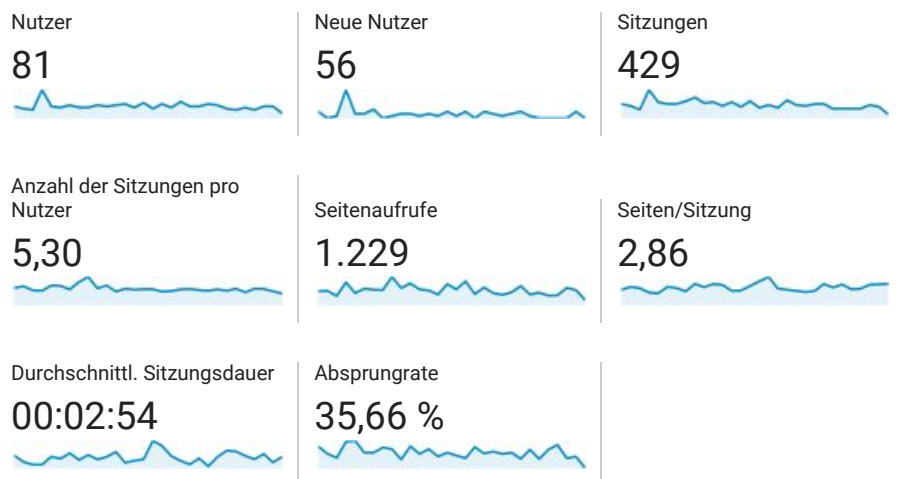 Nutzer
81
Neue Nutzer
56
Sitzungen
429
Anzahl der Sitzungen pro
Nutzer
5,30
Seitenaufrufe
1.229
Seiten/Sitzung
2,86
Durchschnittl. Sitzungsdauer
00:02:54
Absprungrate
35,66 %